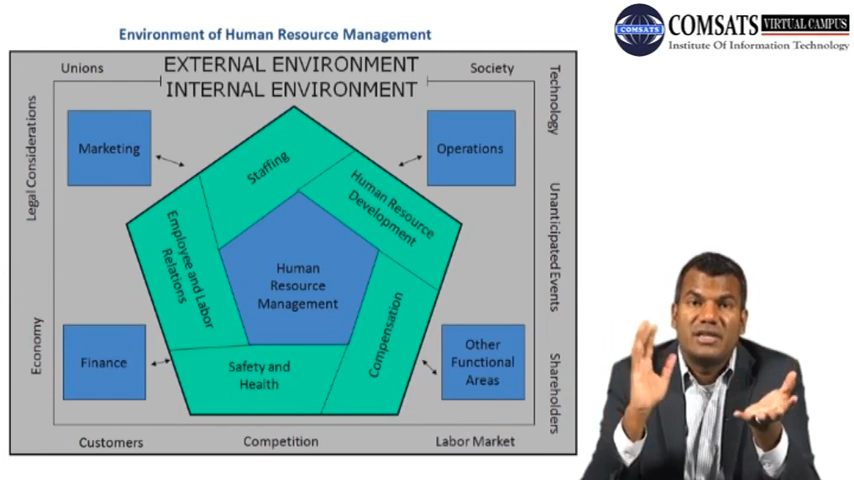 Environment of Human Resource Management
COMSATS
COMSATS VIRTUAL CAMPUS
Institute Of Information Technology
Unions
EXTERNAL ENVIRONMENT
Society
INTERNAL ENVIRONMENT
Technology
Legal Considerations
Marketing
Operations
Staffing
Human Resource
Development
Employee and Labor
Relations
Unanticipated Events
Human
Resource
Management
Compensation
Economy
Finance
Safety and
Health
Other
Functional
Areas
Shareholders
Customers
Competition
Labor Market